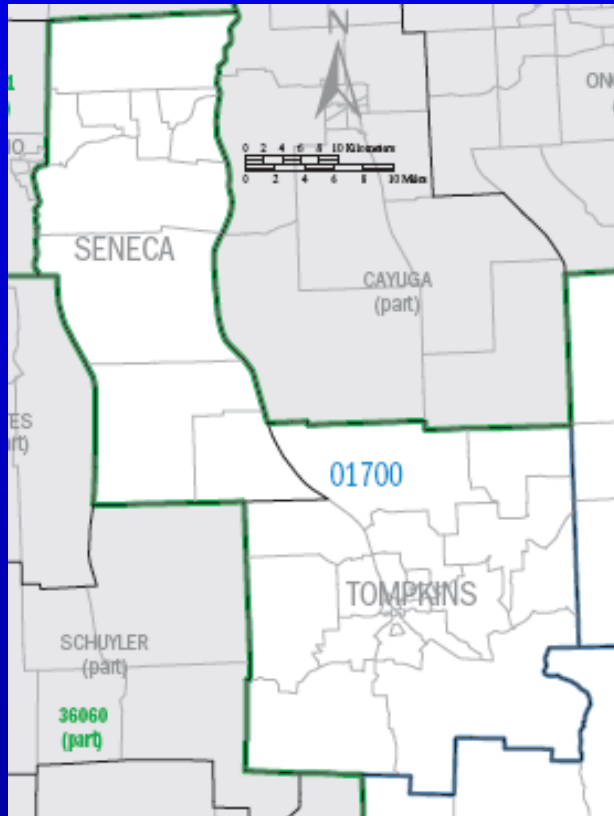 N
0 2 4 6 8 10 Kilometers
0 2 4 6 10 Miles
SENECA
CAYUGA
(part)
01700
TOMPKINS
SCHUYLER
(part)
36060
(part)